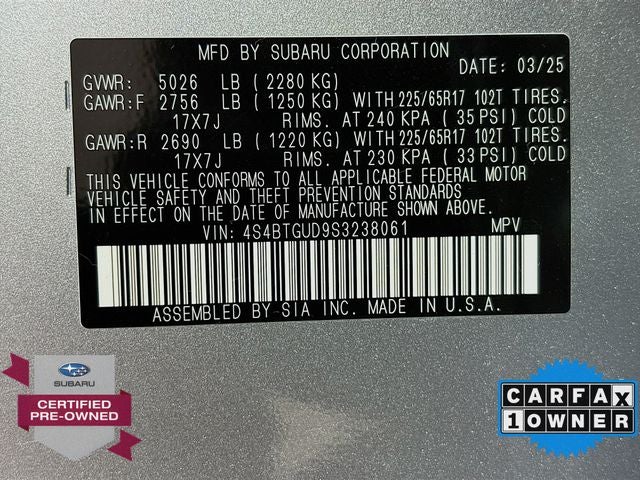 MFD BY SUBARU CORPORATION
DATE: 03/25
GVWR: 5026 LB (2280 KG)
GAWR:F 2756 LB (1250 KG) WITH 225/65R17 102T TIRES.
17X7J RIMS. AT 240 KPA (35 PSI) COLD
GAWR:R 2690 LB (1220 KG) WITH 225/65R17 102T TIRES.
17X7J RIMS. AT 230 KPA (33 PSI) COLD
THIS VEHICLE CONFORMS TO ALL APPLICABLE FEDERAL MOTOR
VEHICLE SAFETY AND THEFT PREVENTION STANDARDS
IN EFFECT ON THE DATE OF MANUFACTURE SHOWN ABOVE.
VIN: 4S4BTGUD9S3238061 MPV
ASSEMBLED BY SIA INC. MADE IN U.S.A.
SUBARU
CERTIFIED
PRE-OWNED
CARFAX
1 OWNER